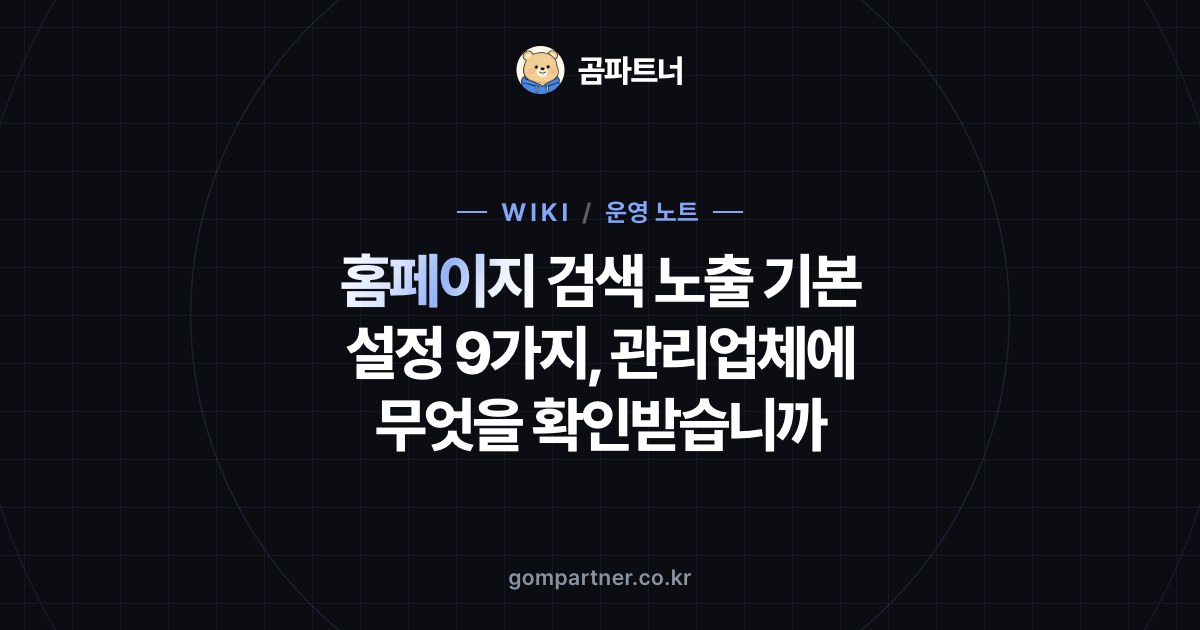 곰파트너
WIKI / 운영 노트
홈페이지 검색 노출 기본
설정 9가지, 관리업체에
무엇을 확인받습니까
gompartner.co.kr